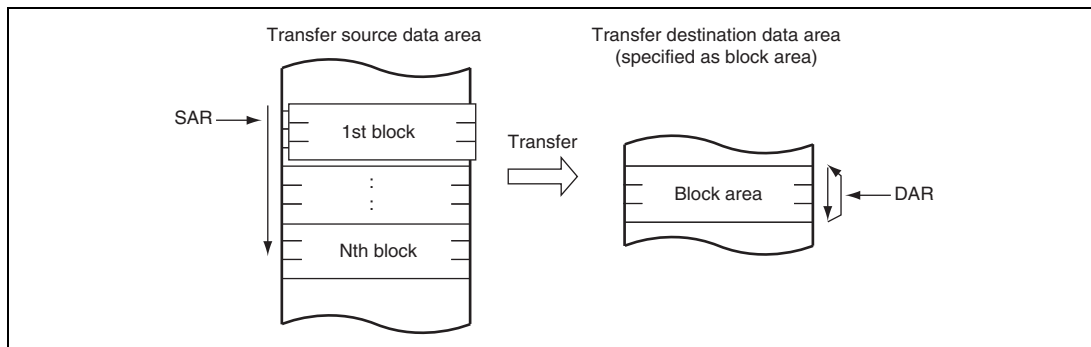 Transfer source data area
Transfer destination data area
(specified as block area)
SAR
1st block
Transfer
Block area
DAR
:
:
Nth block